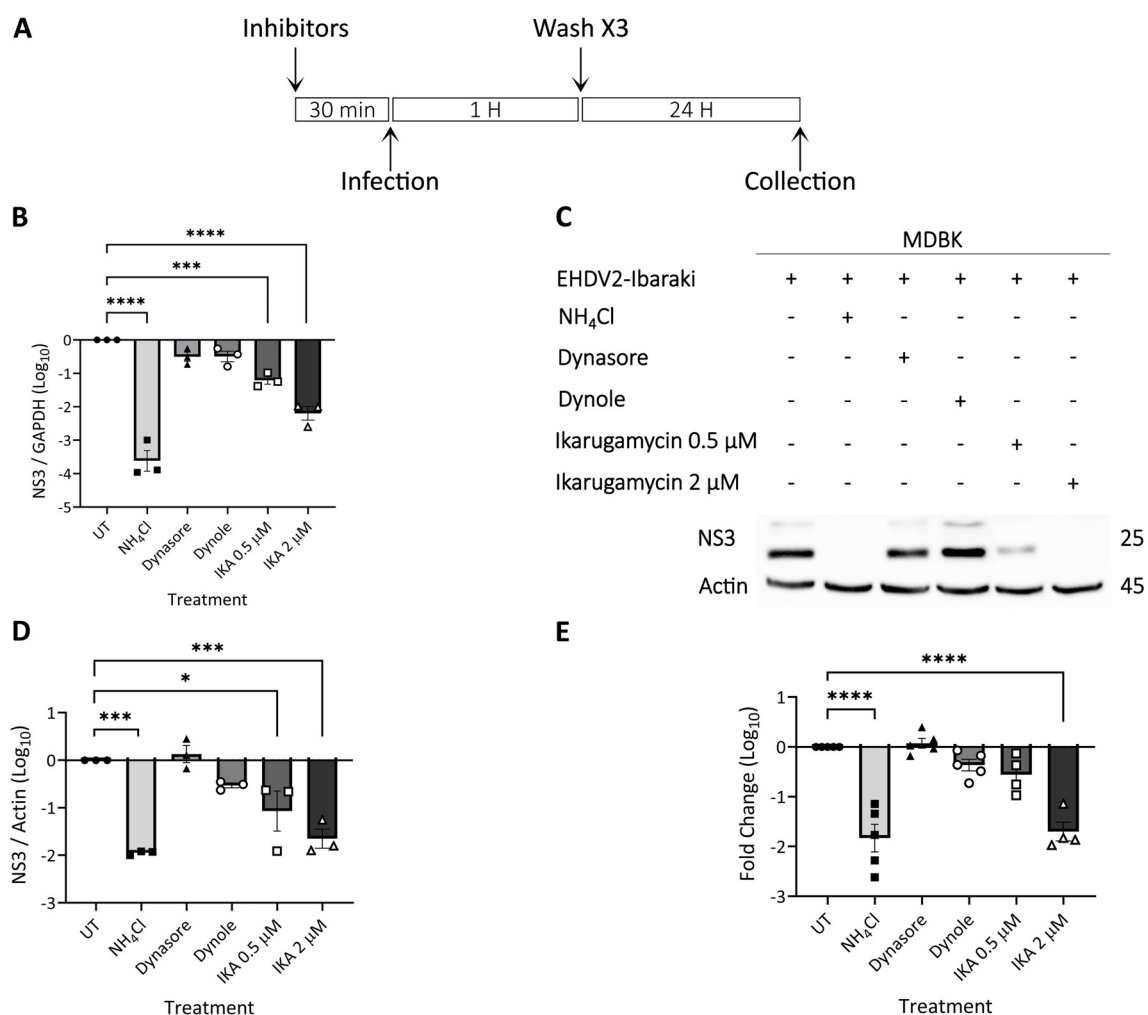 A
Inhibitors
Wash X3
30 min
1 H
24 H
Infection
Collection
B
****
***
****
NS3 / GAPDH (Log₁₀)
0
-1
-2
-3
-4
-5
UT
NH₄Cl
Dynasore
Dynole
IKA 0.5 µM
IKA 2 µM
Treatment
C
MDBK
EHDV2-Ibaraki + + + + + +
NH₄Cl - + - - - -
Dynasore - - + - - -
Dynole - - - + - -
Ikarugamycin 0.5 µM - - - - + -
Ikarugamycin 2 µM - - - - - +
NS3 25
Actin 45
D
***
*
***
NS3 / Actin (Log₁₀)
1
0
-1
-2
-3
UT
NH₄Cl
Dynasore
Dynole
IKA 0.5 µM
IKA 2 µM
Treatment
E
****
****
Fold Change (Log₁₀)
1
0
-1
-2
-3
UT
NH₄Cl
Dynasore
Dynole
IKA 0.5 µM
IKA 2 µM
Treatment